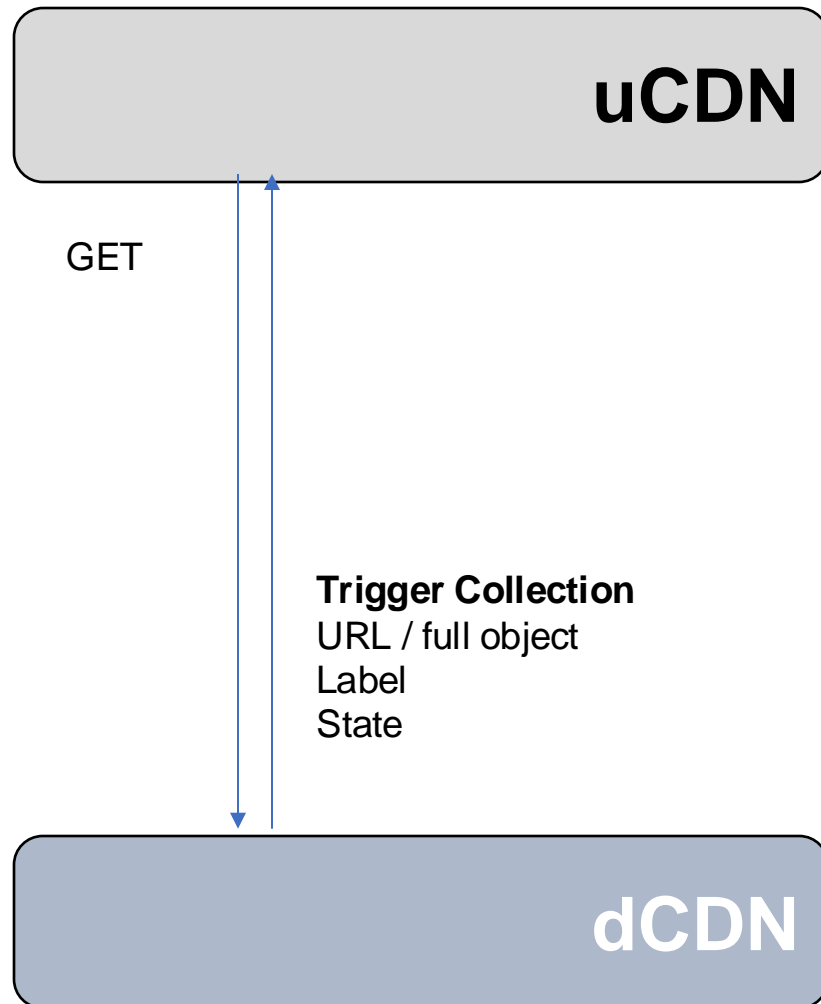 uCDN
GET
Trigger Collection
URL / full object
Label
State
dCDN